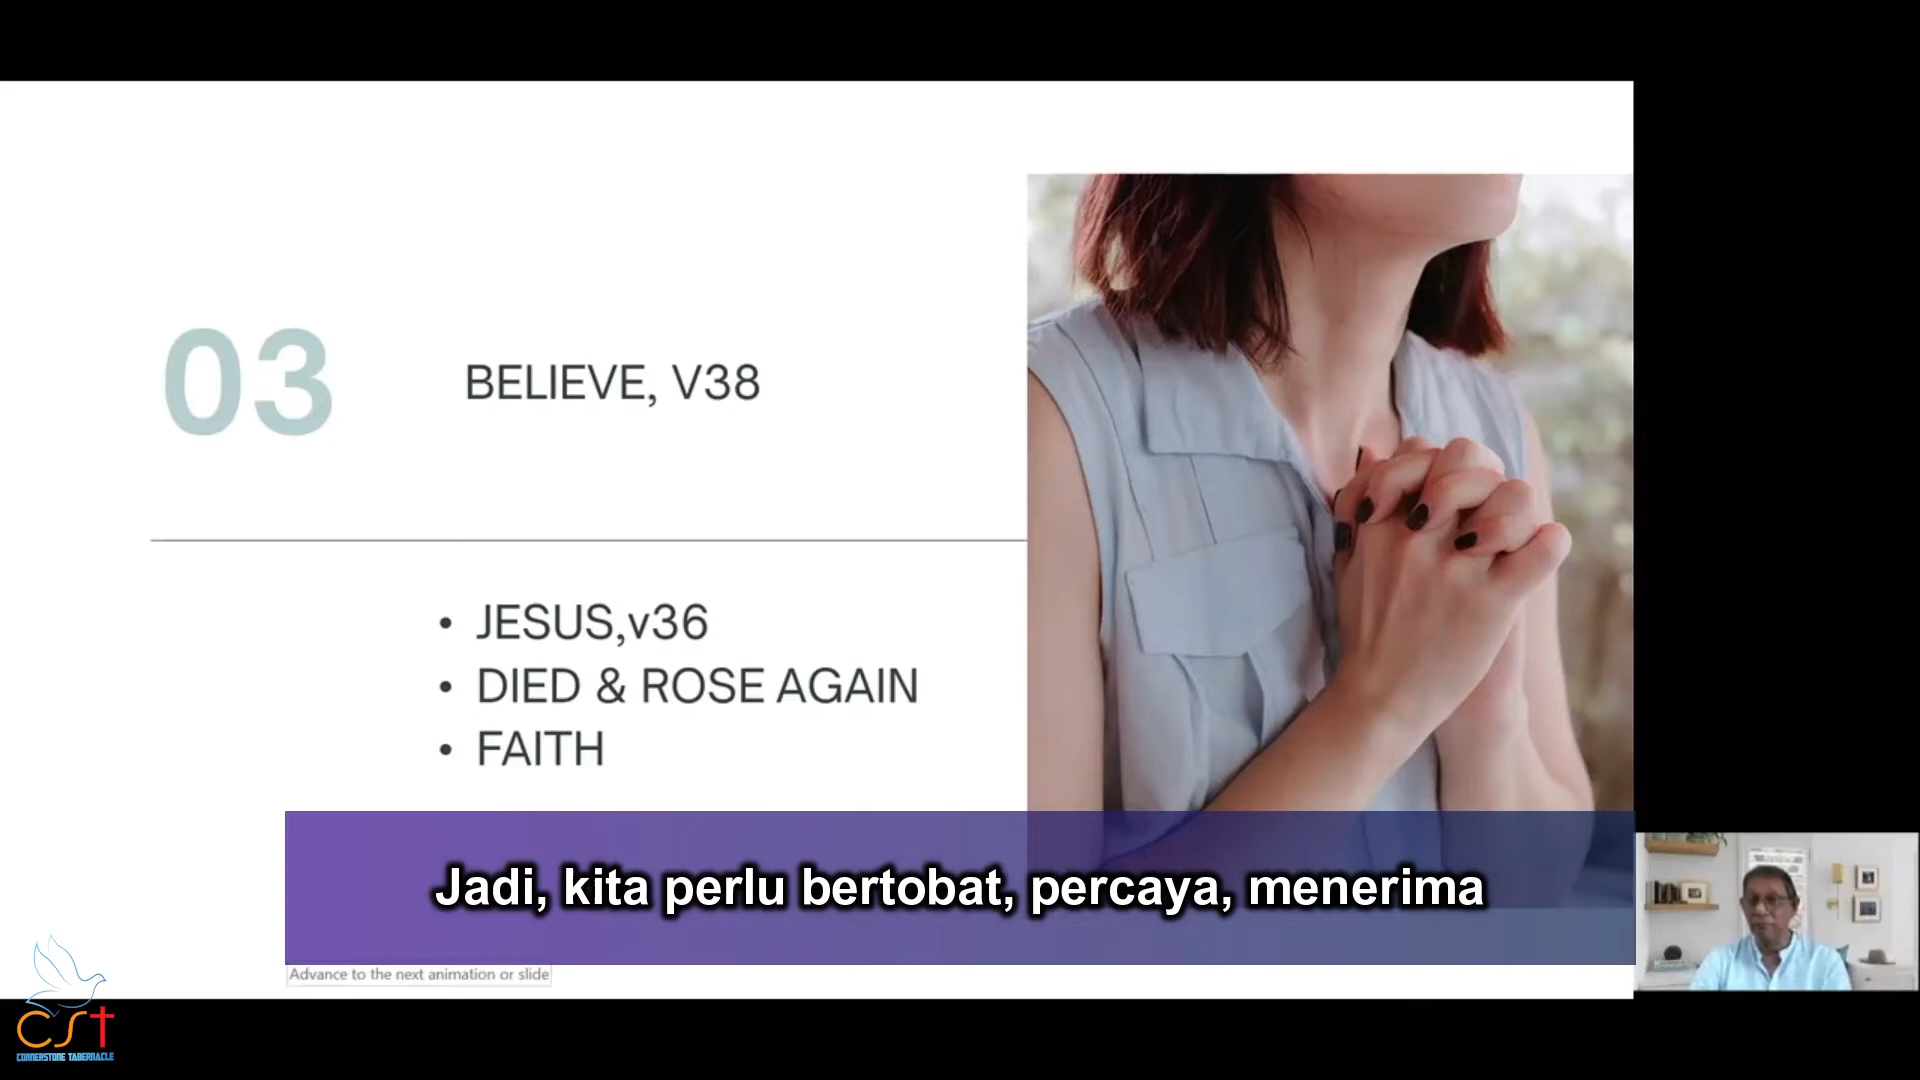 03
BELIEVE, V38
• JESUS,v36
• DIED & ROSE AGAIN
• FAITH
Jadi, kita perlu bertobat, percaya, menerima
Advance to the next animation or slide
CST
CORNERSTONE TABERNACLE